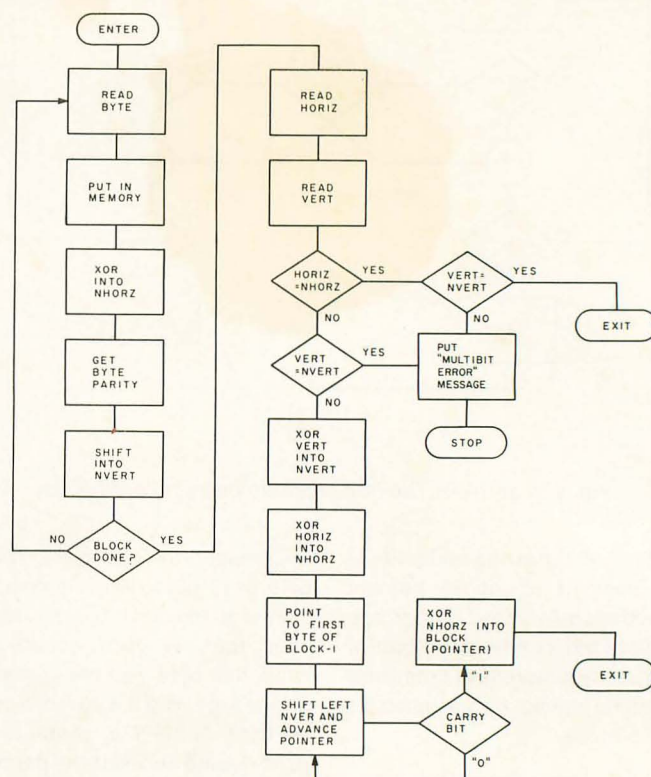 ENTER
READ
BYTE
PUT IN
MEMORY
XOR
INTO
NHORZ
GET
BYTE
PARITY
SHIFT
INTO
NVERT
NO
BLOCK
DONE?
YES
READ
HORIZ
READ
VERT
HORIZ
=NHORZ
YES
NO
VERT=
NVERT
YES
NO
EXIT
VERT
=NVERT
YES
NO
PUT
"MULTIBIT
ERROR"
MESSAGE
STOP
XOR
VERT
INTO
NVERT
XOR
HORIZ
INTO
NHORZ
POINT
TO FIRST
BYTE OF
BLOCK-1
SHIFT LEFT
NVER AND
ADVANCE
POINTER
CARRY
BIT
"1"
"0"
XOR
NHORZ INTO
BLOCK
(POINTER)
EXIT